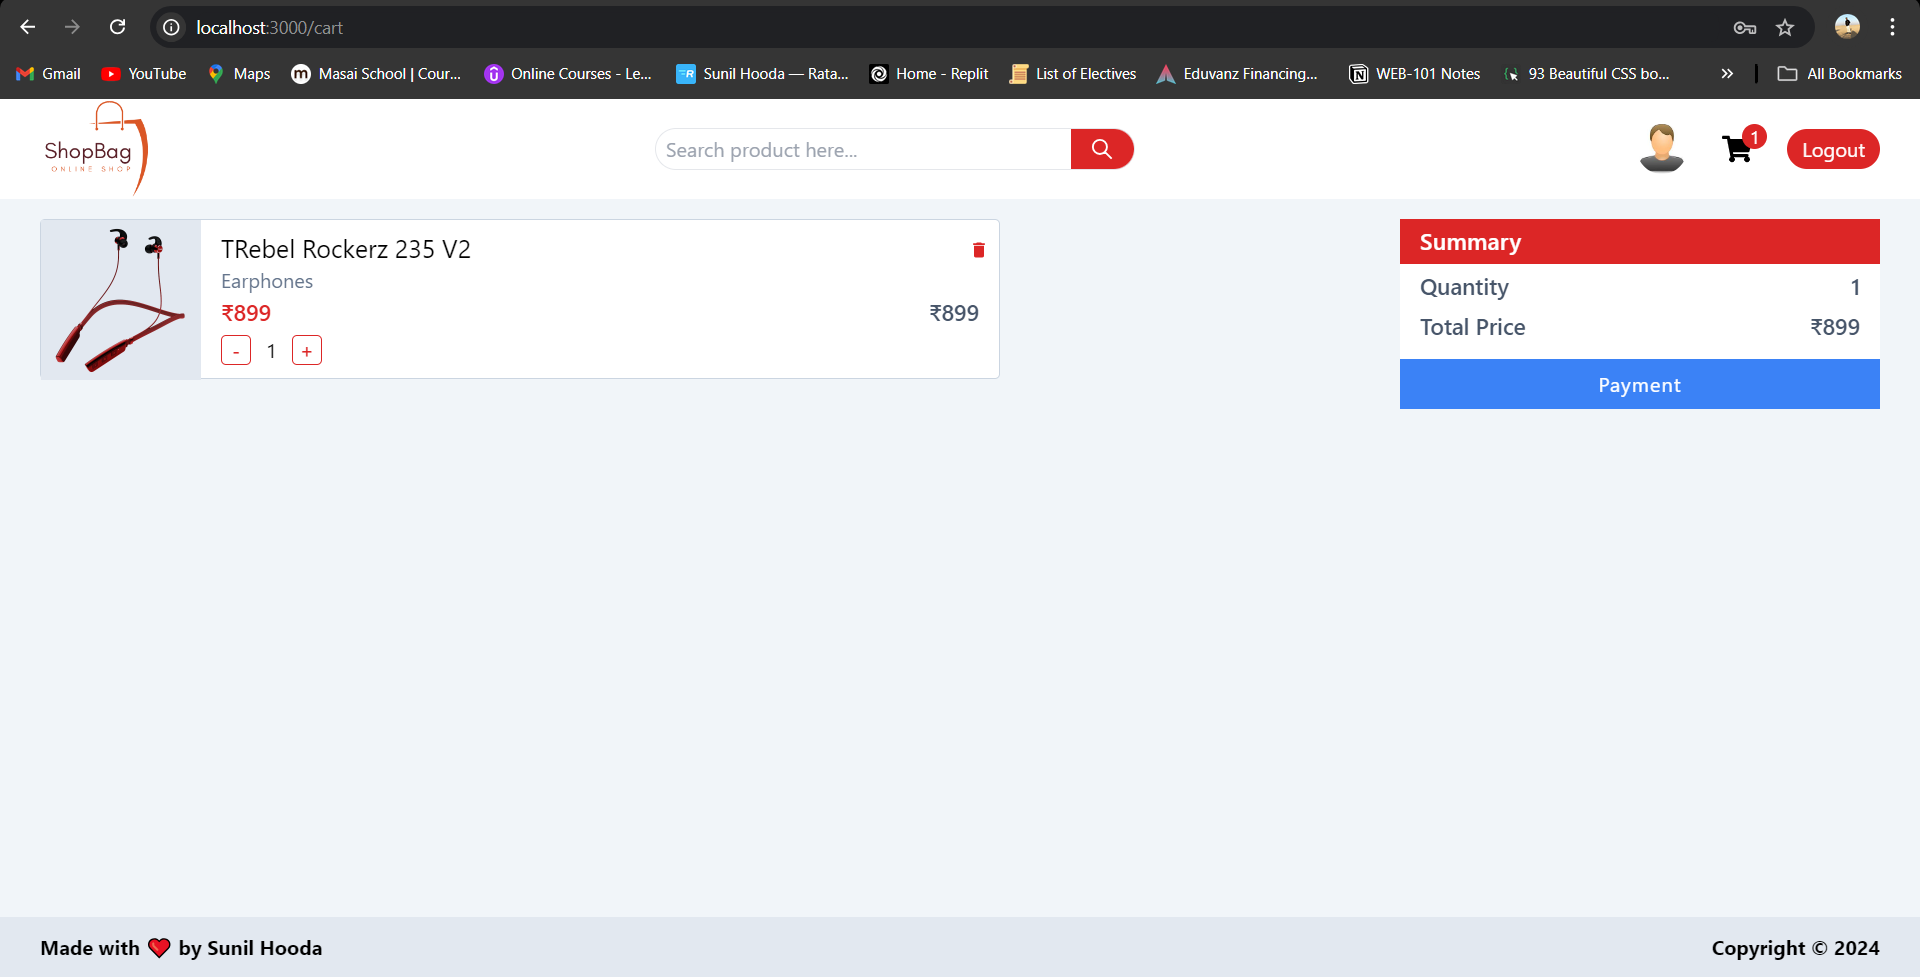 localhost:3000/cart
Gmail YouTube Maps Masai School | Cour... Online Courses - Le... Sunil Hooda — Rata... Home - Replit List of Electives Eduvanz Financing... WEB-101 Notes 93 Beautiful CSS bo... » All Bookmarks
ShopBag
ONLINE SHOP
Search product here...
1
Logout
TRebel Rockerz 235 V2
Earphones
₹899 ₹899
- 1 +
Summary
Quantity 1
Total Price ₹899
Payment
Made with ❤️ by Sunil Hooda
Copyright © 2024